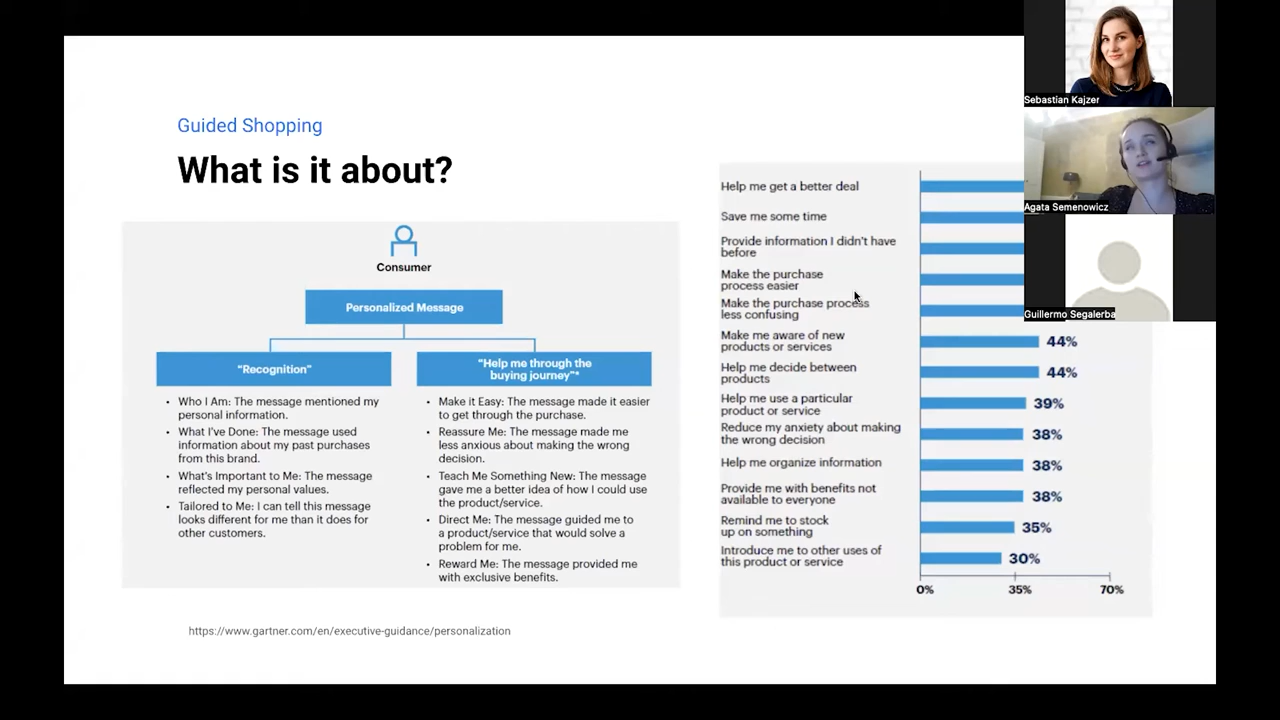 Guided Shopping
What is it about?
Consumer
Personalized Message
"Recognition"
• Who I Am: The message mentioned my
personal information.
• What I've Done: The message used
information about my past purchases
from this brand.
• What's Important to Me: The message
reflected my personal values.
• Tailored to Me: I can tell this message
looks different for me than it does for
other customers.
"Help me through the
buying journey"*
• Make it Easy: The message made it easier
to get through the purchase.
• Reassure Me: The message made me
less anxious about making the wrong
decision.
• Teach Me Something New: The message
gave me a better idea of how I could use
the product/service.
• Direct Me: The message guided me to
a product/service that would solve a
problem for me.
• Reward Me: The message provided me
with exclusive benefits.
https://www.gartner.com/en/executive-guidance/personalization
Help me get a better deal
Save me some time
Provide information I didn't have
before
Make the purchase
process easier
Make the purchase process
less confusing
Make me aware of new
products or services
44%
Help me decide between
products
44%
Help me use a particular
product or service
39%
Reduce my anxiety about making
the wrong decision
38%
Help me organize information
38%
Provide me with benefits not
available to everyone
38%
Remind me to stock
up on something
35%
Introduce me to other uses of
this product or service
30%
0%
35%
70%
Sebastian Kajzer
Agata Semenowicz
Guillermo Segalerba